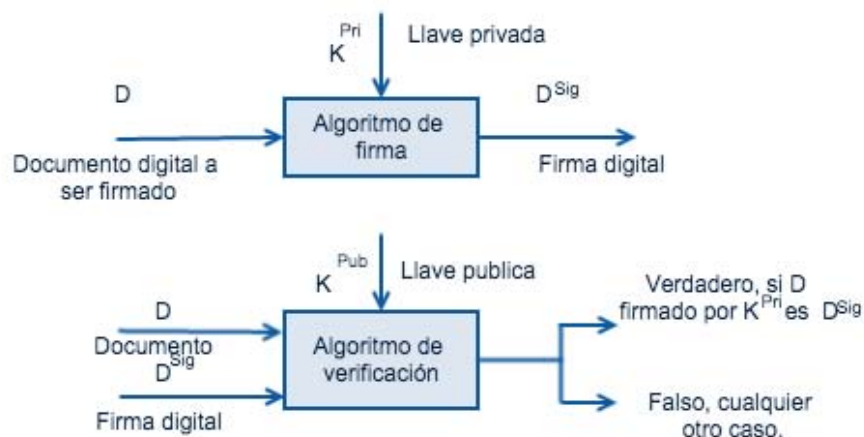 K^Pri Llave privada
D
D^Sig
Algoritmo de
firma
Documento digital a
ser firmado
Firma digital
K^Pub Llave publica
D
Documento
D^Sig
Firma digital
Algoritmo de
verificación
Verdadero, si D
firmado por K^Pri es D^Sig
Falso, cualquier
otro caso.